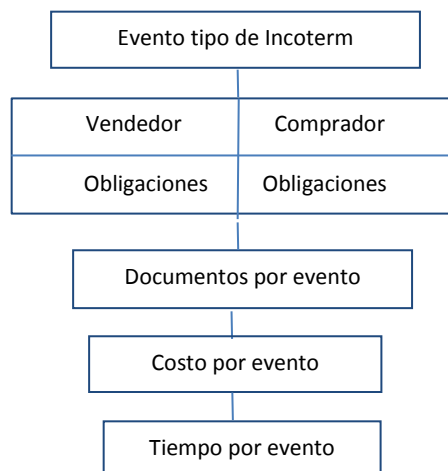 Evento tipo de Incoterm
Vendedor Comprador
Obligaciones Obligaciones
Documentos por evento
Costo por evento
Tiempo por evento